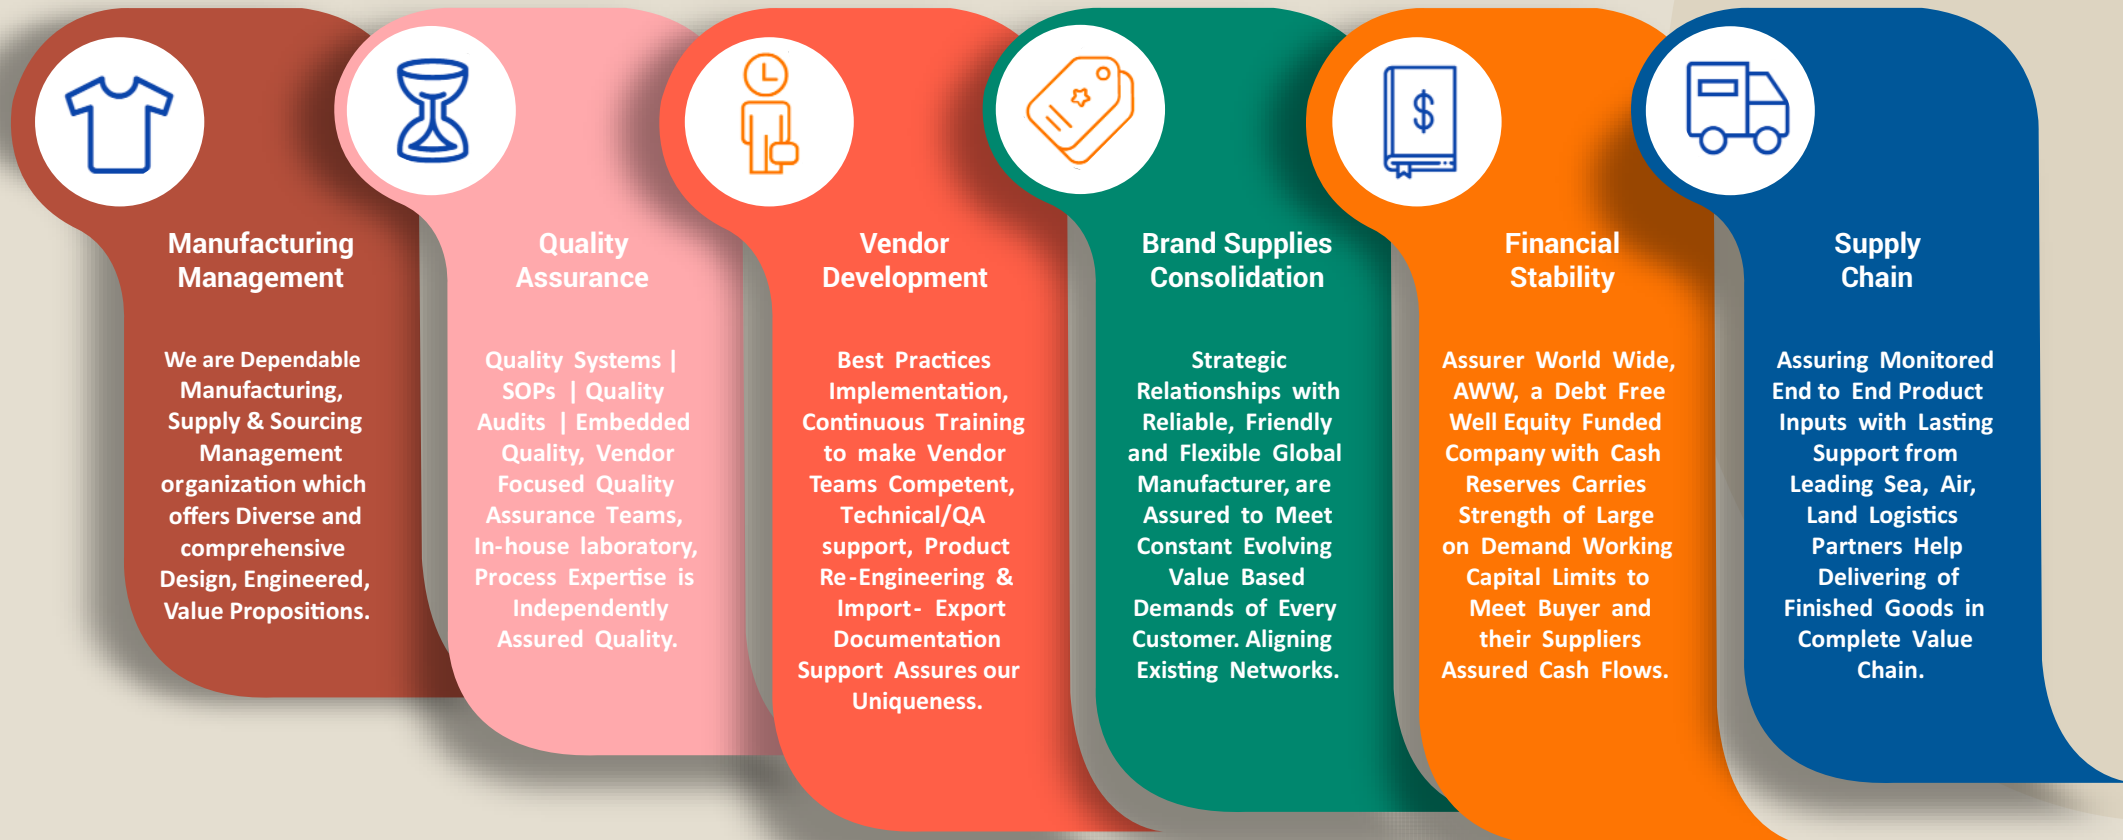 Manufacturing
Management
We are Dependable
Manufacturing,
Supply & Sourcing
Management
organization which
offers Diverse and
comprehensive
Design, Engineered,
Value Propositions.
Quality
Assurance
Quality Systems |
SOPs | Quality
Audits | Embedded
Quality, Vendor
Focused Quality
Assurance Teams,
In-house laboratory,
Process Expertise is
Independently
Assured Quality.
Vendor
Development
Best Practices
Implementation,
Continuous Training
to make Vendor
Teams Competent,
Technical/QA
support, Product
Re-Engineering &
Import- Export
Documentation
Support Assures our
Uniqueness.
Brand Supplies
Consolidation
Strategic
Relationships with
Reliable, Friendly
and Flexible Global
Manufacturer, are
Assured to Meet
Constant Evolving
Value Based
Demands of Every
Customer. Aligning
Existing Networks.
$
Financial
Stability
Assurer World Wide,
AWW, a Debt Free
Well Equity Funded
Company with Cash
Reserves Carries
Strength of Large
on Demand Working
Capital Limits to
Meet Buyer and
their Suppliers
Assured Cash Flows.
Supply
Chain
Assuring Monitored
End to End Product
Inputs with Lasting
Support from
Leading Sea, Air,
Land Logistics
Partners Help
Delivering of
Finished Goods in
Complete Value
Chain.